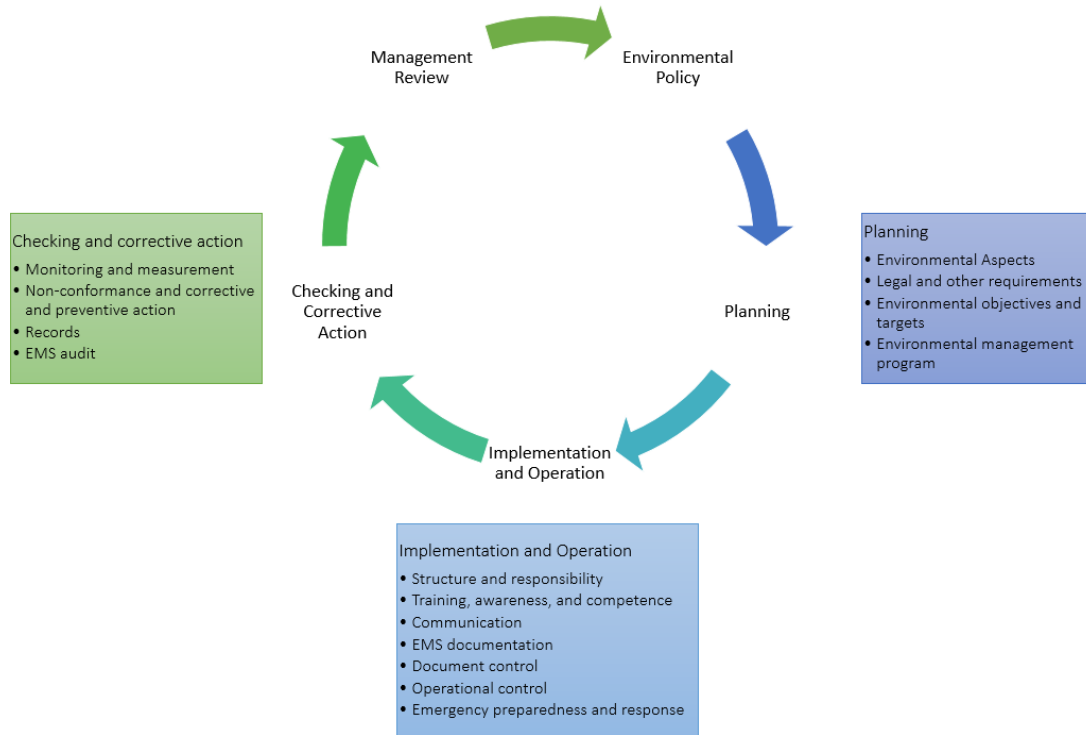 Management
Review
Environmental
Policy
Checking and corrective action
• Monitoring and measurement
• Non-conformance and corrective
and preventive action
• Records
• EMS audit
Checking and
Corrective
Action
Planning
Planning
• Environmental Aspects
• Legal and other requirements
• Environmental objectives and
targets
• Environmental management
program
Implementation
and Operation
Implementation and Operation
• Structure and responsibility
• Training, awareness, and competence
• Communication
• EMS documentation
• Document control
• Operational control
• Emergency preparedness and response